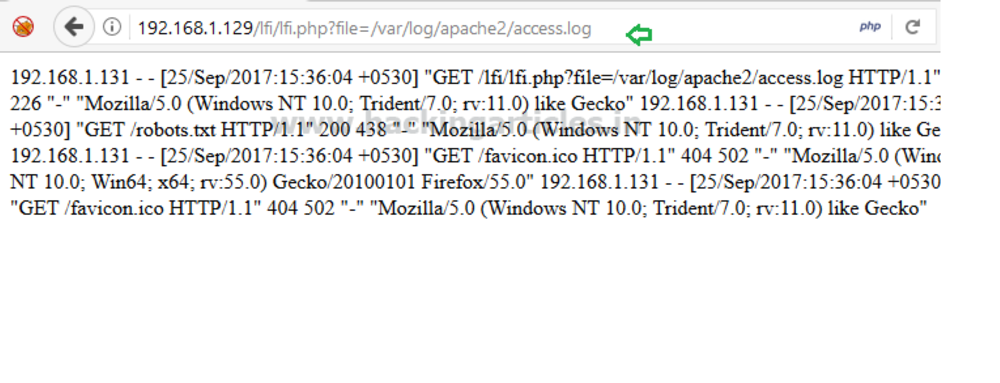 192.168.1.129/lfi/lfi.php?file=/var/log/apache2/access.log
php
192.168.1.131 - - [25/Sep/2017:15:36:04 +0530] "GET /lfi/lfi.php?file=/var/log/apache2/access.log HTTP/1.1"
226 "-" "Mozilla/5.0 (Windows NT 10.0; Trident/7.0; rv:11.0) like Gecko" 192.168.1.131 - - [25/Sep/2017:15:3
+0530] "GET /robots.txt HTTP/1.1" 200 438 "-" "Mozilla/5.0 (Windows NT 10.0; Trident/7.0; rv:11.0) like Ge
www.hackingarticles.in
192.168.1.131 - - [25/Sep/2017:15:36:04 +0530] "GET /favicon.ico HTTP/1.1" 404 502 "-" "Mozilla/5.0 (Wind
NT 10.0; Win64; x64; rv:55.0) Gecko/20100101 Firefox/55.0" 192.168.1.131 - - [25/Sep/2017:15:36:04 +0530
"GET /favicon.ico HTTP/1.1" 404 502 "-" "Mozilla/5.0 (Windows NT 10.0; Trident/7.0; rv:11.0) like Gecko"